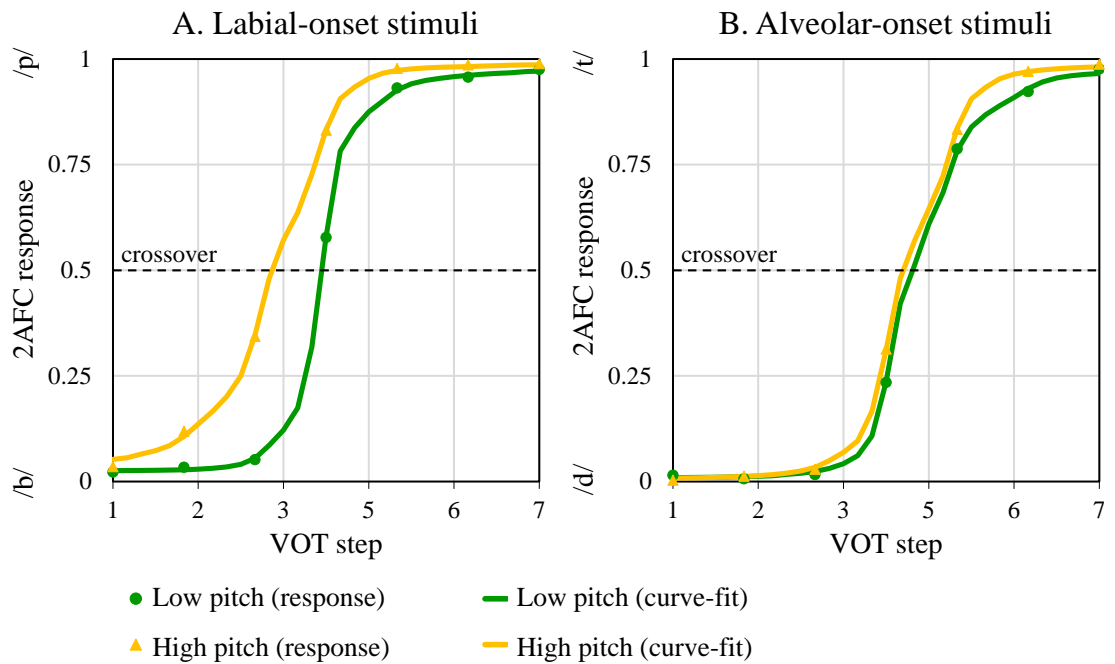 A. Labial-onset stimuli
/p/
1
0.75
0.5
0.25
0
/b/
2AFC response
crossover
1 2 3 5 6 7
VOT step
B. Alveolar-onset stimuli
/t/
1
0.75
0.5
0.25
0
/d/
2AFC response
crossover
1 2 3 5 6 7
VOT step
Low pitch (response)
Low pitch (curve-fit)
High pitch (response)
High pitch (curve-fit)